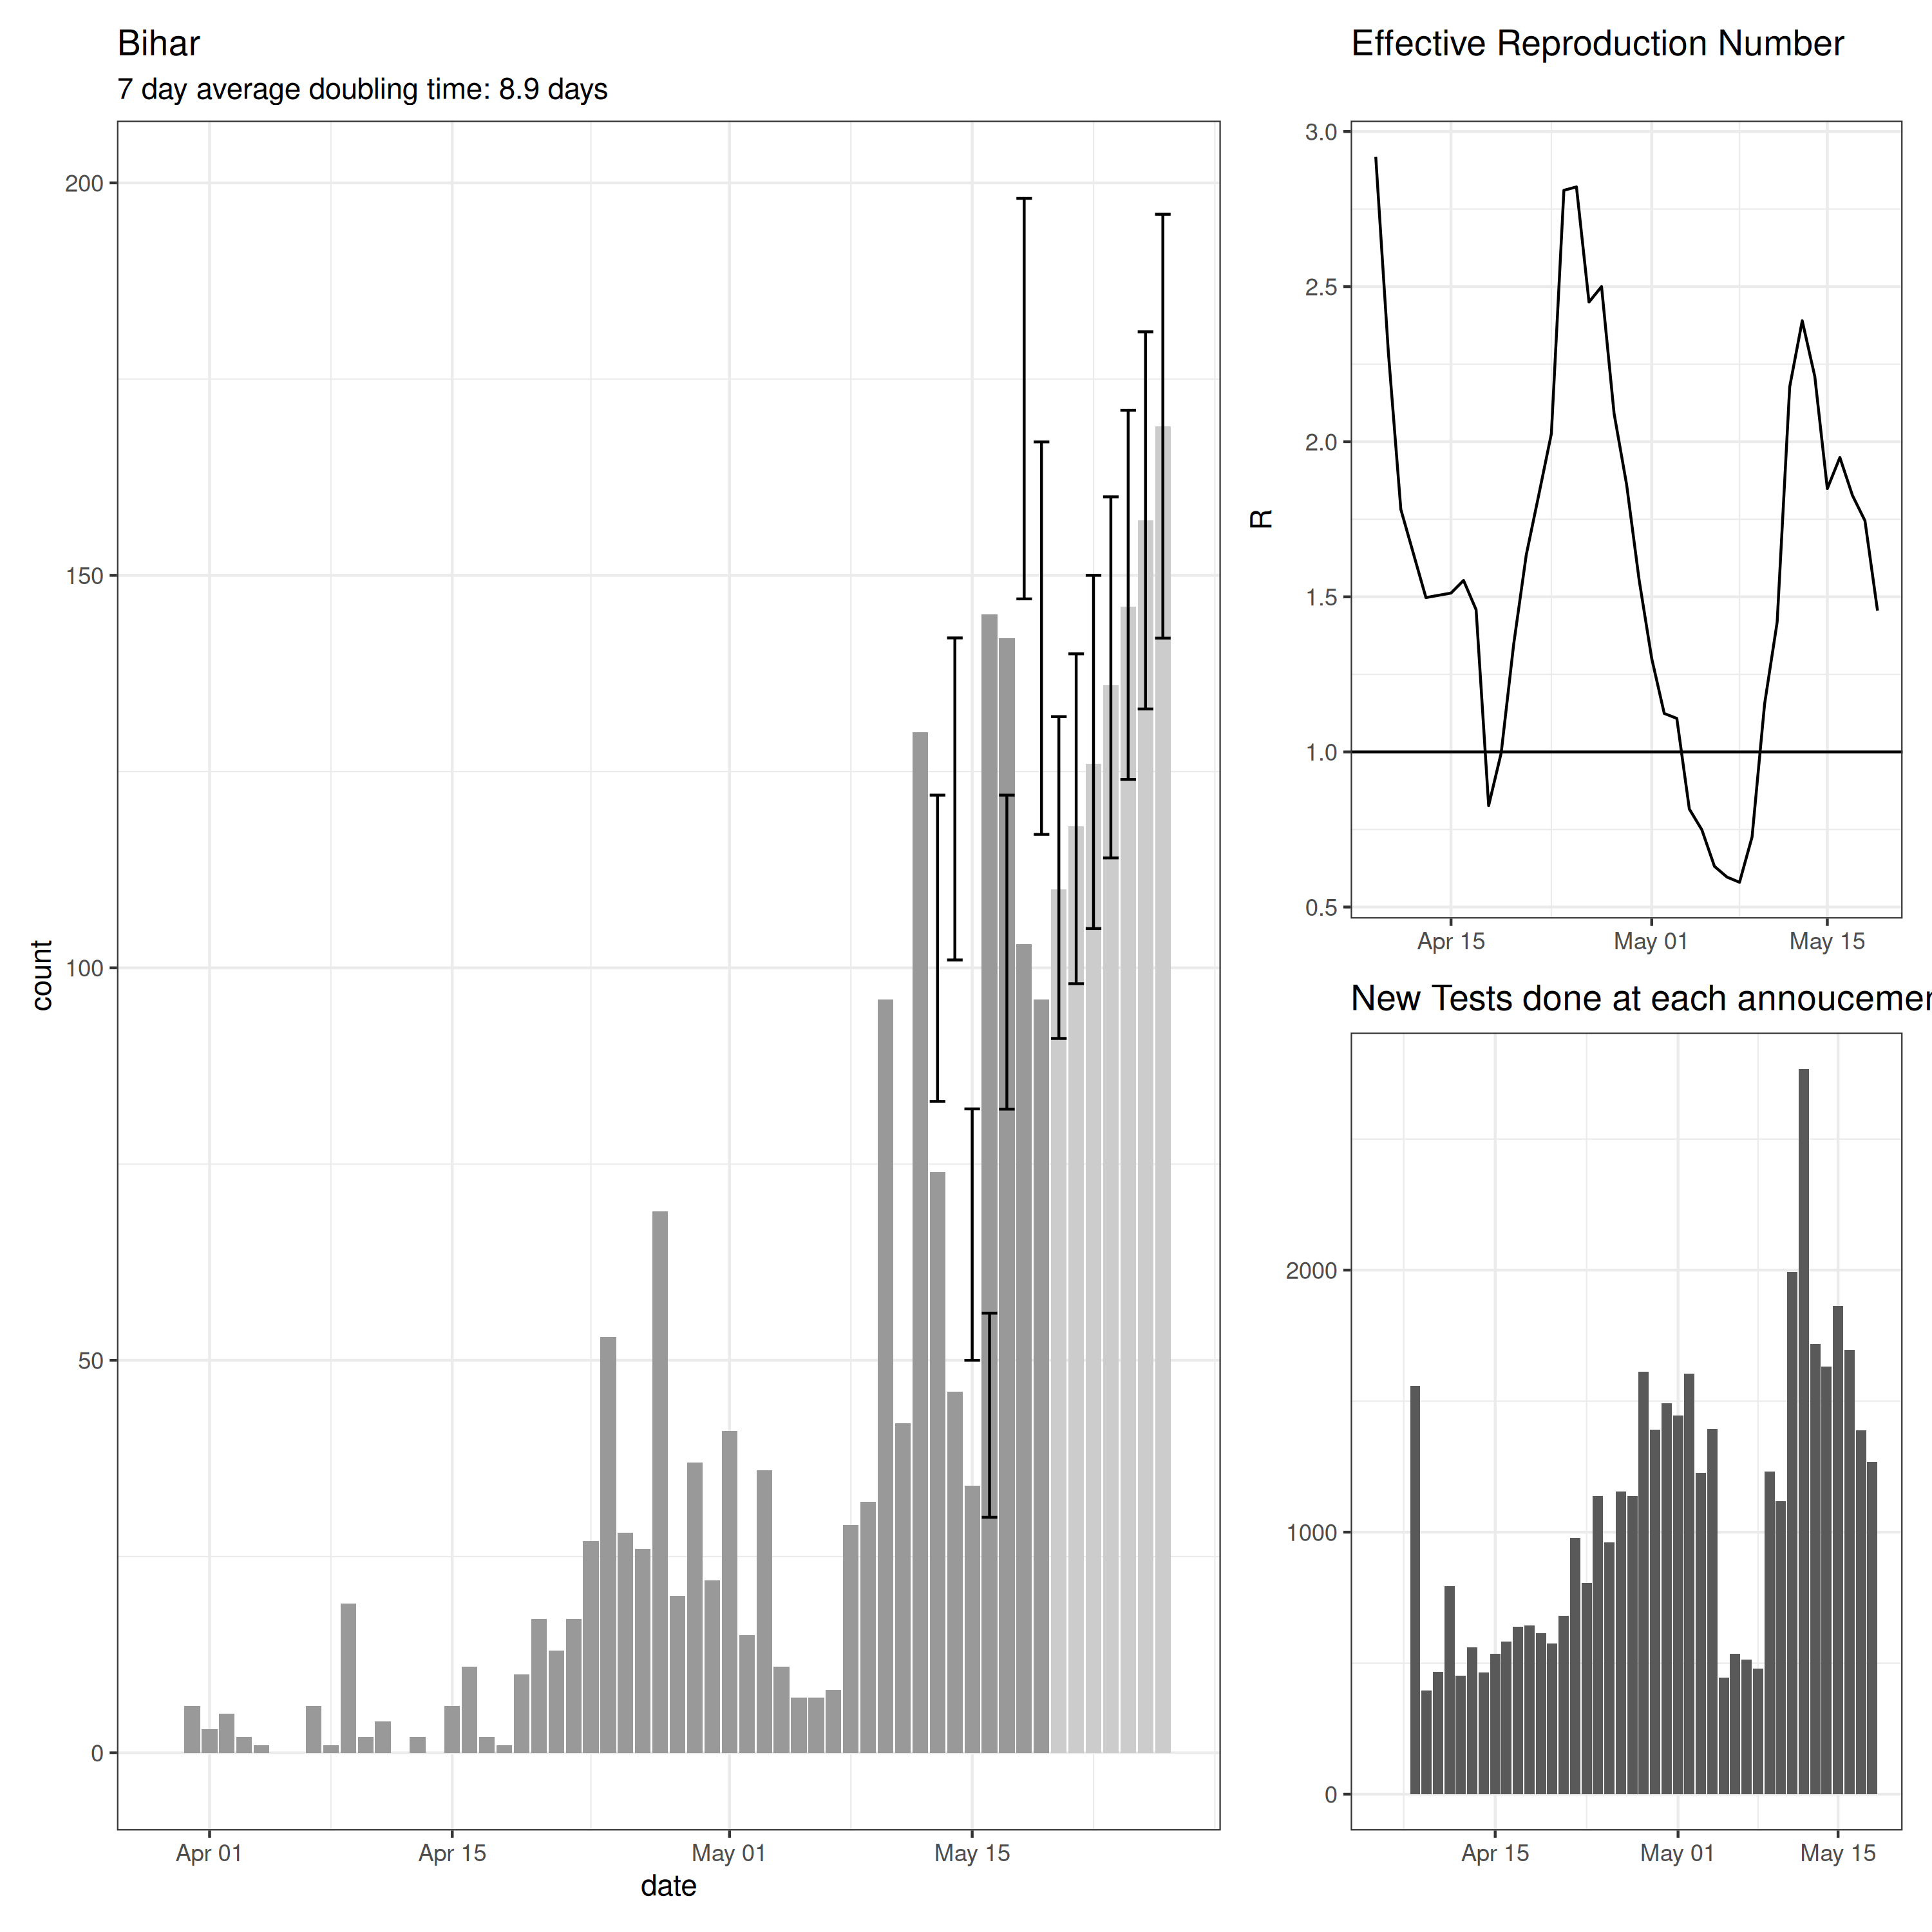 Bihar
7 day average doubling time: 8.9 days
200
150
100
50
0
count
Apr 01
Apr 15
May 01
May 15
date
Effective Reproduction Number
3.0
2.5
2.0
1.5
1.0
0.5
R
Apr 15
May 01
May 15
New Tests done at each annoucemen
2000
1000
0
Apr 15
May 01
May 15